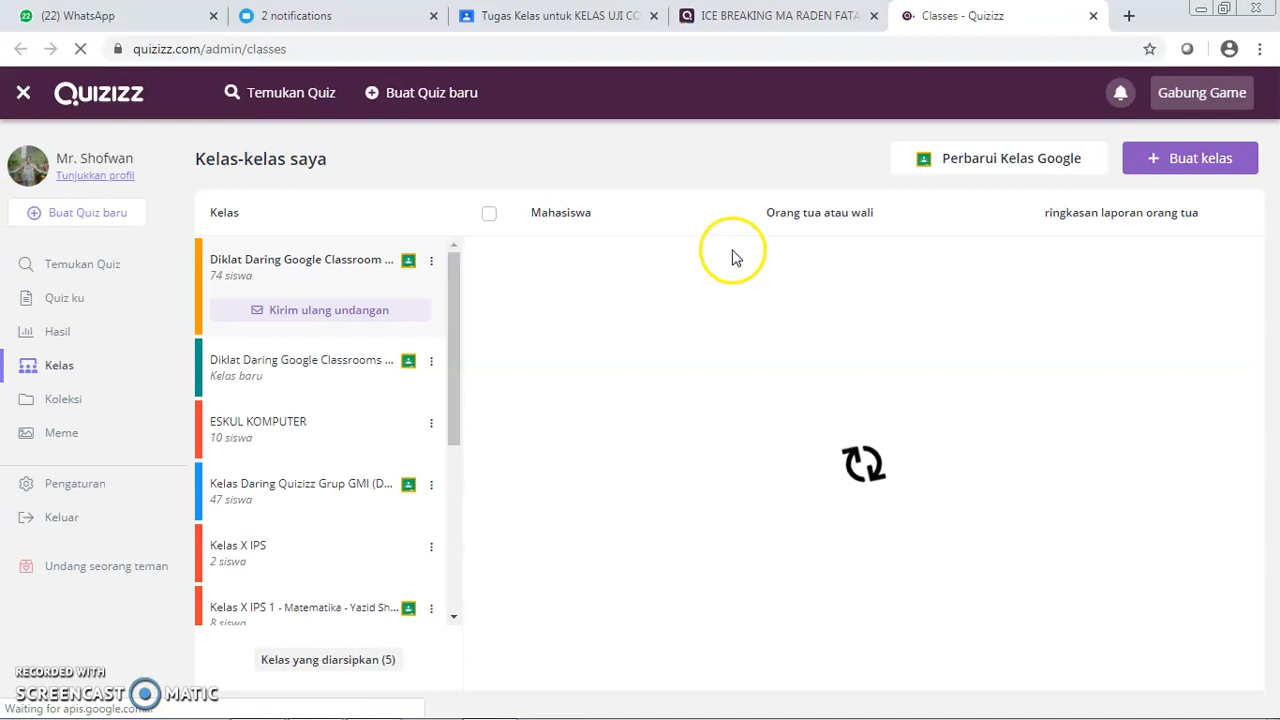 (22) WhatsApp
2 notifications
Tugas Kelas untuk KELAS UJI CO
ICE BREAKING MA RADEN FATA
Classes - Quizizz
quizizz.com/admin/classes
Quizizz
Temukan Quiz
Buat Quiz baru
Gabung Game
Mr. Shofwan
Tunjukkan profil
Buat Quiz baru
Temukan Quiz
Quiz ku
Hasil
Kelas
Koleksi
Meme
Pengaturan
Keluar
Undang seorang teman
Kelas-kelas saya
Perbarui Kelas Google
Buat kelas
Kelas
Mahasiswa
Orang tua atau wali
ringkasan laporan orang tua
Diklat Daring Google Classroom ...
74 siswa
Kirim ulang undangan
Diklat Daring Google Classrooms ...
Kelas baru
ESKUL KOMPUTER
10 siswa
Kelas Daring Quizizz Grup GMI (D...
47 siswa
Kelas X IPS
2 siswa
Kelas X IPS 1 - Matematika - Yazid Sh...
8 siswa
Kelas yang diarsipkan (5)
RECORDED WITH
SCREENCAST MATIC
Waiting for apis.google.com...